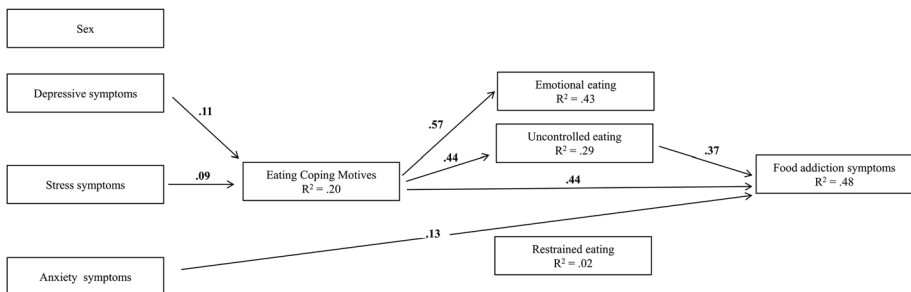 Sex
Depressive symptoms
.11
Stress symptoms
.09
Eating Coping Motives
R² = .20
Anxiety symptoms
.57
.44
Emotional eating
R² = .43
Uncontrolled eating
R² = .29
.37
.44
Food addiction symptoms
R² = .48
.13
Restrained eating
R² = .02